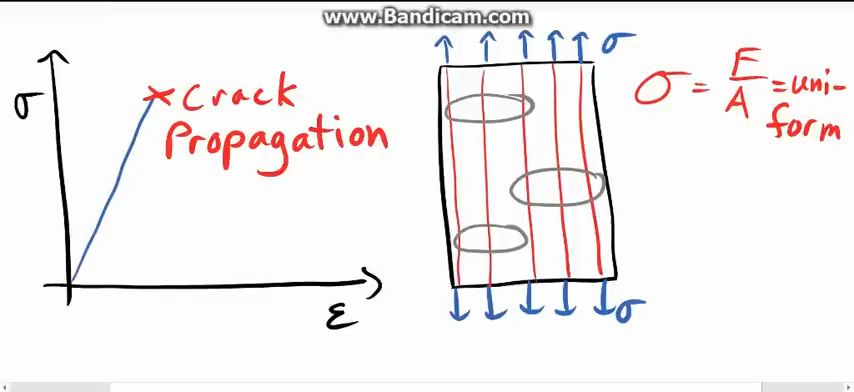 www.Bandicam.com
σ
Crack
Propagation
ε
σ
σ
σ = F/A = uni-
form